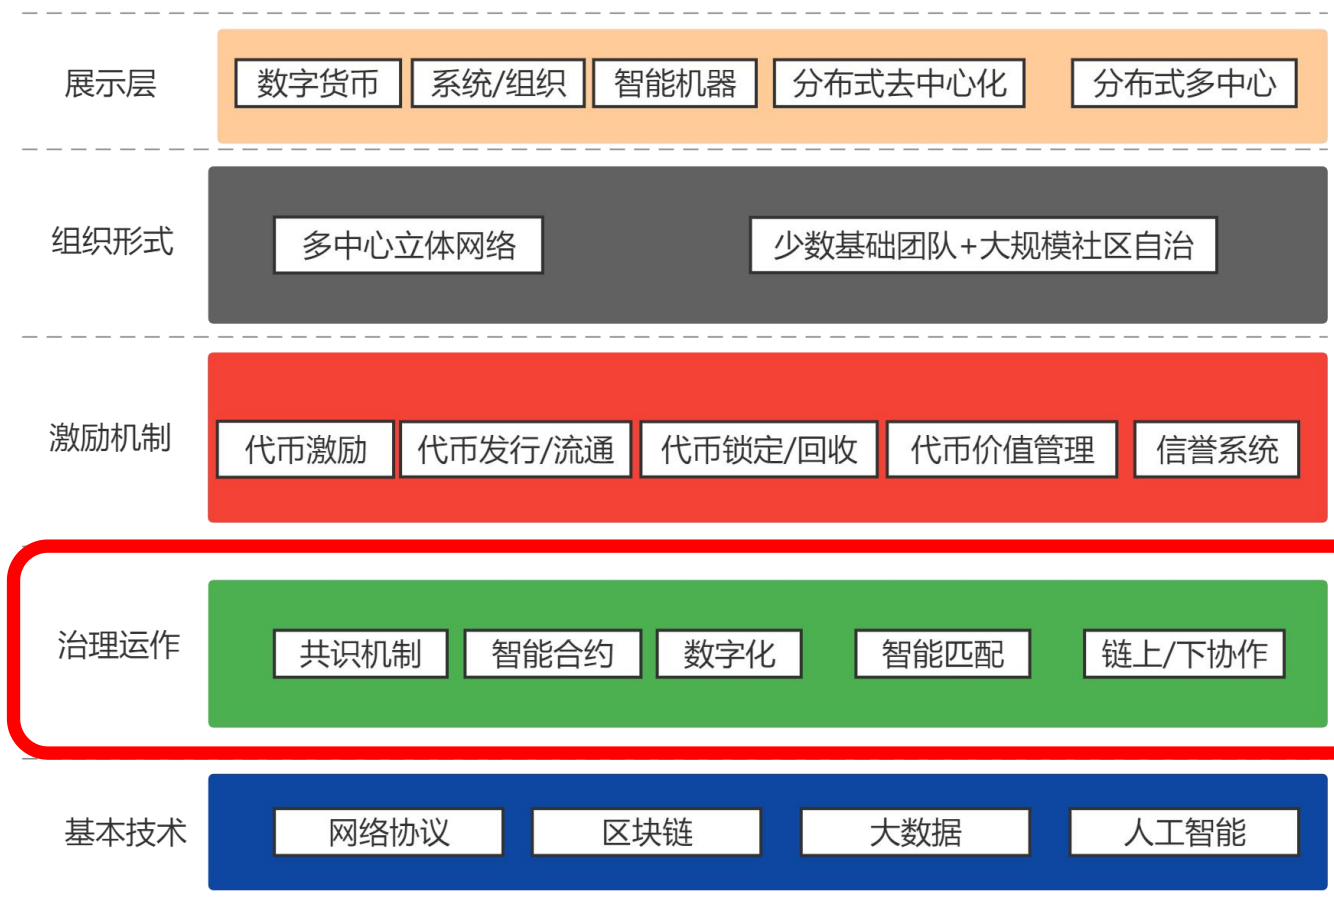 展示层
数字货币 系统/组织 智能机器 分布式去中心化 分布式多中心
组织形式
多中心立体网络 少数基础团队+大规模社区自治
激励机制
代币激励 代币发行/流通 代币锁定/回收 代币价值管理 信誉系统
治理运作
共识机制 智能合约 数字化 智能匹配 链上/下协作
基本技术
网络协议 区块链 大数据 人工智能